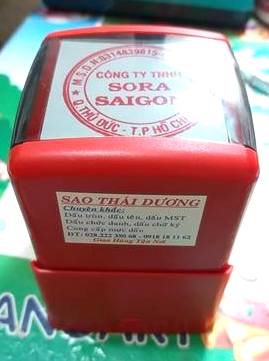 M.S.D.N:0314839815
CÔNG TY TNHH
SORA
SAIGON
Q.THỦ ĐỨC - T.P HỒ CHÍ
SAO THÁI DƯƠNG
Chuyên khắc:
Dấu tròn, dấu tên, dấu MST
Dấu chức danh, dấu chữ ký
Cung cấp mực dấu
ĐT: 028.222 350 68 - 0918 18 11 62
Giao Hàng Tận Nơi